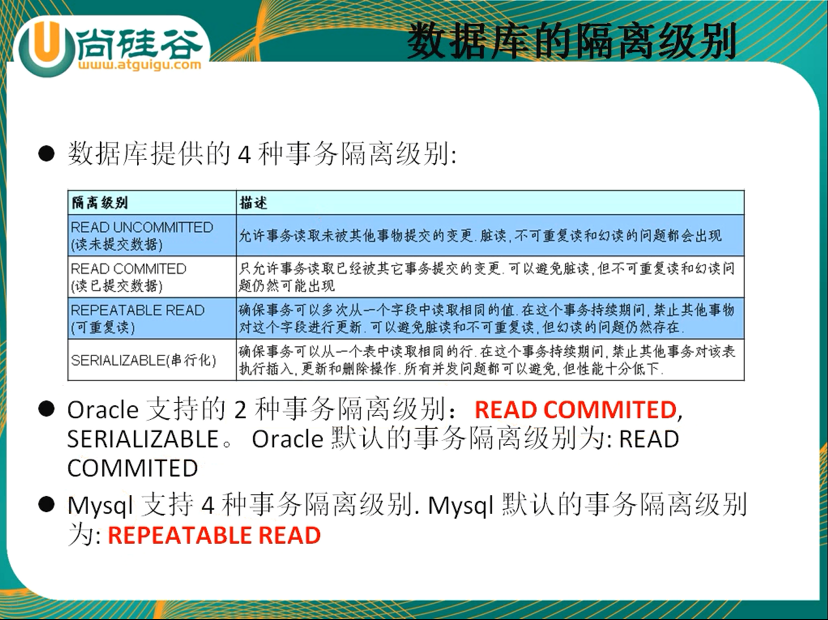 尚硅谷
www.atguigu.com
数据库的隔离级别
● 数据库提供的 4 种事务隔离级别:
隔离级别 描述
READ UNCOMMITTED
(读未提交数据)
允许事务读取未被其他事物提交的变更.脏读,不可重复读和幻读的问题都会出现
READ COMMITED
(读已提交数据)
只允许事务读取已经被其它事务提交的变更.可以避免脏读,但不可重复读和幻读问
题仍然可能出现
REPEATABLE READ
(可重复读)
确保事务可以多次从一个字段中读取相同的值.在这个事务持续期间,禁止其他事物
对这个字段进行更新.可以避免脏读和不可重复读,但幻读的问题仍然存在.
SERIALIZABLE(串行化)
确保事务可以从一个表中读取相同的行.在这个事务持续期间,禁止其他事务对该表
执行插入,更新和删除操作.所有并发问题都可以避免,但性能十分低下.
● Oracle 支持的 2 种事务隔离级别：READ COMMITED,
SERIALIZABLE。 Oracle 默认的事务隔离级别为: READ
COMMITED
● Mysql 支持 4 种事务隔离级别. Mysql 默认的事务隔离级别
为: REPEATABLE READ